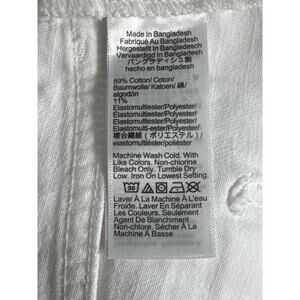 Made In Bangladesh
Fabriqué Au Bangladesh
Hergestellt In Bangladesh
Vervaardigd In Bangladesh
バングラディシュ製
hecho en bangladesh
89% Cotton/ Coton/
Baumwolle/ Katoen/ 綿/
algodón
11%
Elastomultiester/Polyester/
Elastomultiester/Polyester/
Elastomultiester/Polyester/
Elastomulti-ester/Polyester/
複合繊維 (ポリエステル) /
elastomultiéster/poliéster
Machine Wash Cold. With
Like Colors. Non-chlorine
Bleach Only. Tumble Dry
Low. Iron On Lowest Setting.
Laver À La Machine À L'eau
Froide. Laver En Séparant
Les Couleurs. Seulement
Agent De Blanchiment
Non-chlore. Sécher À La
Machine A Basse